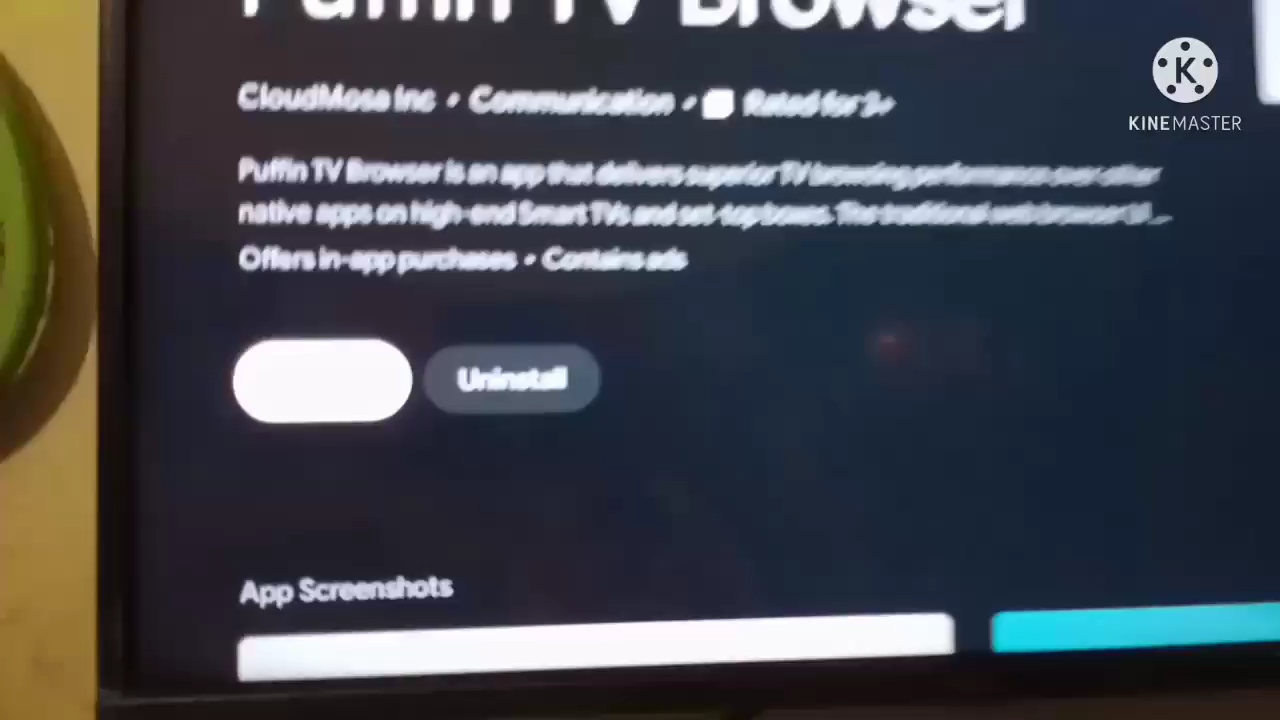 Puffin TV Browser
CloudMosa Inc • Communication • Rated for 3+
Puffin TV Browser is an app that delivers superior TV browsing performance over other
native apps on high-end Smart TVs and set-top boxes. The traditional web browser UI...
Offers in-app purchases • Contains ads
Uninstall
App Screenshots
K
KINEMASTER